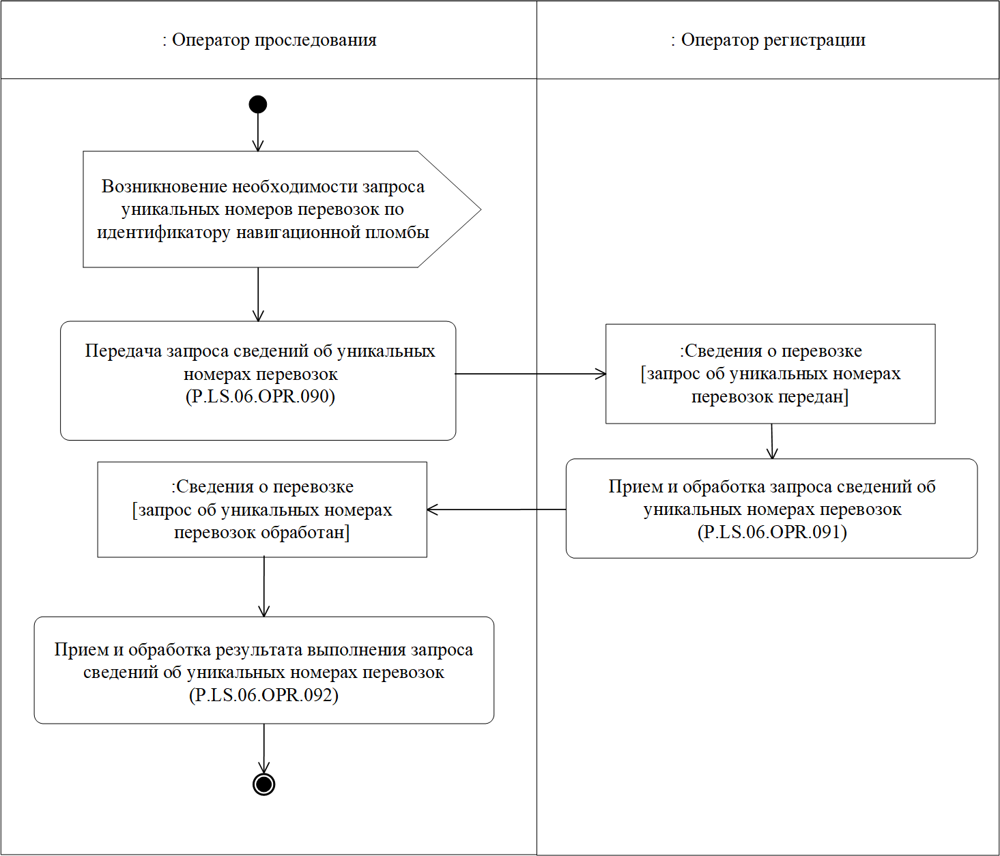 : Оператор проследования
: Оператор регистрации
Возникновение необходимости запроса
уникальных номеров перевозок по
идентификатору навигационной пломбы
Передача запроса сведений об уникальных
номерах перевозок
(P.LS.06.OPR.090)
:Сведения о перевозке
[запрос об уникальных номерах
перевозок передан]
Прием и обработка запроса сведений об
уникальных номерах перевозок
(P.LS.06.OPR.091)
:Сведения о перевозке
[запрос об уникальных номерах
перевозок обработан]
Прием и обработка результата выполнения запроса
сведений об уникальных номерах перевозок
(P.LS.06.OPR.092)